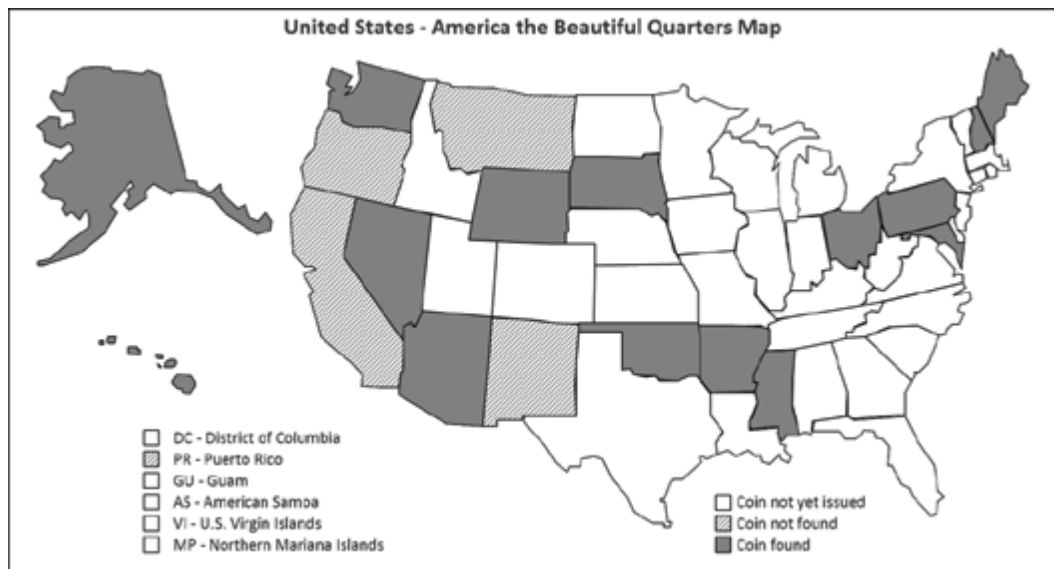 United States - America the Beautiful Quarters Map
DC - District of Columbia
PR - Puerto Rico
GU - Guam
AS - American Samoa
VI - U.S. Virgin Islands
MP - Northern Mariana Islands
Coin not yet issued
Coin not found
Coin found